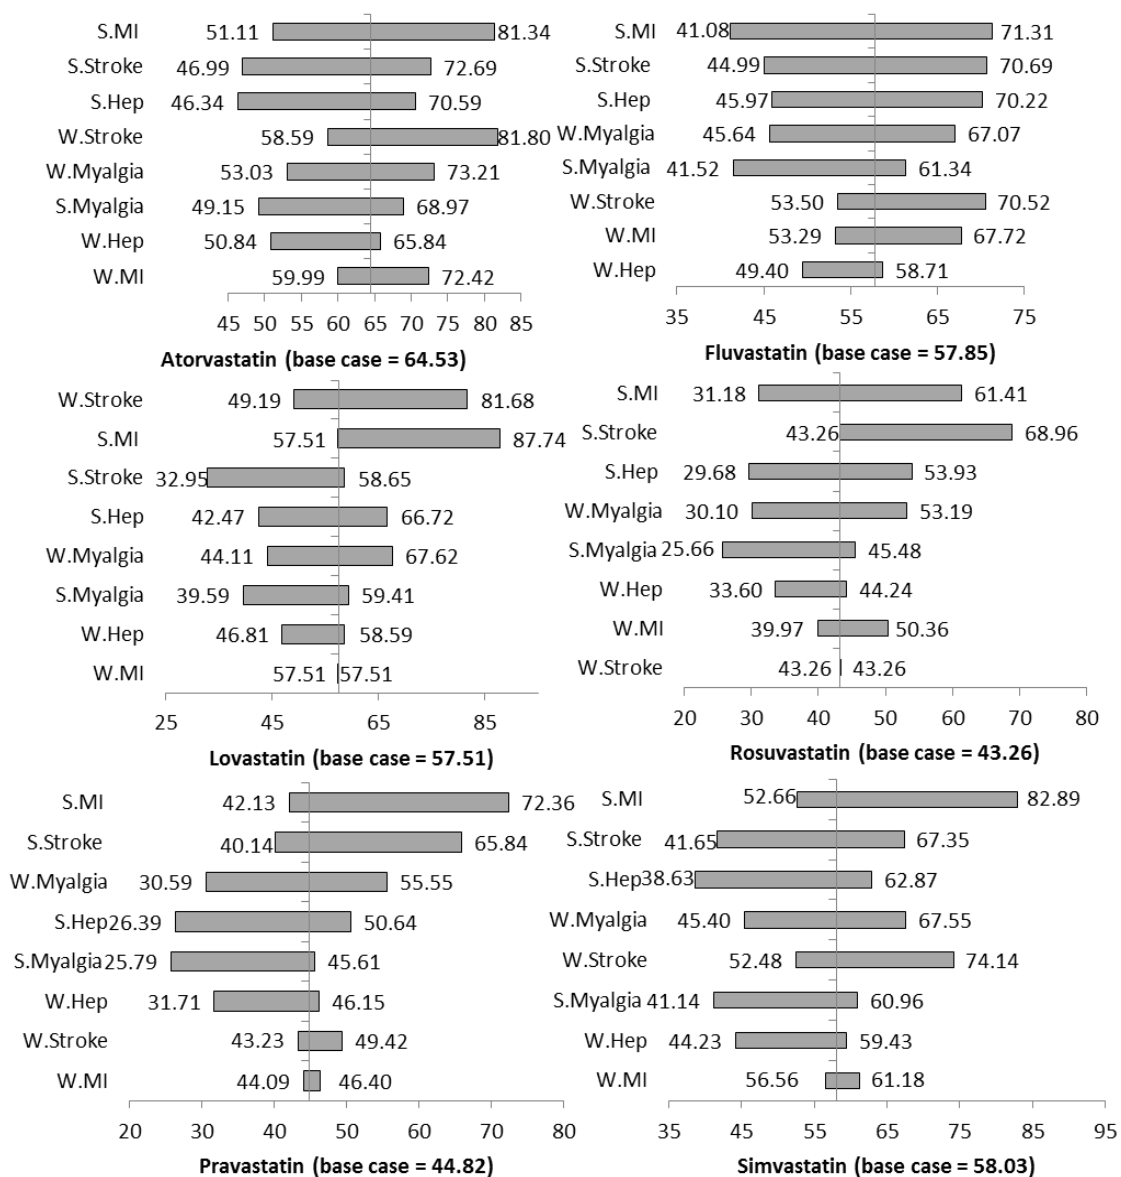 S.MI 51.11 81.34
S.Stroke 46.99 72.69
S.Hep 46.34 70.59
W.Stroke 58.59 81.80
W.Myalgia 53.03 73.21
S.Myalgia 49.15 68.97
W.Hep 50.84 65.84
W.MI 59.99 72.42
45 50 55 60 65 70 75 80 85
Atorvastatin (base case = 64.53)
S.MI 41.08 71.31
S.Stroke 44.99 70.69
S.Hep 45.97 70.22
W.Myalgia 45.64 67.07
S.Myalgia 41.52 61.34
W.Stroke 53.50 70.52
W.MI 53.29 67.72
W.Hep 49.40 58.71
35 45 55 65 75
Fluvastatin (base case = 57.85)
W.Stroke 49.19 81.68
S.MI 57.51 87.74
S.Stroke 32.95 58.65
S.Hep 42.47 66.72
W.Myalgia 44.11 67.62
S.Myalgia 39.59 59.41
W.Hep 46.81 58.59
W.MI 57.51 57.51
25 45 65 85
Lovastatin (base case = 57.51)
S.MI 31.18 61.41
S.Stroke 43.26 68.96
S.Hep 29.68 53.93
W.Myalgia 30.10 53.19
S.Myalgia 25.66 45.48
W.Hep 33.60 44.24
W.MI 39.97 50.36
W.Stroke 43.26 43.26
20 30 40 50 60 70 80
Rosuvastatin (base case = 43.26)
S.MI 42.13 72.36
S.Stroke 40.14 65.84
W.Myalgia 30.59 55.55
S.Hep 26.39 50.64
S.Myalgia 25.79 45.61
W.Hep 31.71 46.15
W.Stroke 43.23 49.42
W.MI 44.09 46.40
20 30 40 50 60 70 80
Pravastatin (base case = 44.82)
S.MI 52.66 82.89
S.Stroke 41.65 67.35
S.Hep 38.63 62.87
W.Myalgia 45.40 67.55
W.Stroke 52.48 74.14
S.Myalgia 41.14 60.96
W.Hep 44.23 59.43
W.MI 56.56 61.18
35 45 55 65 75 85 95
Simvastatin (base case = 58.03)